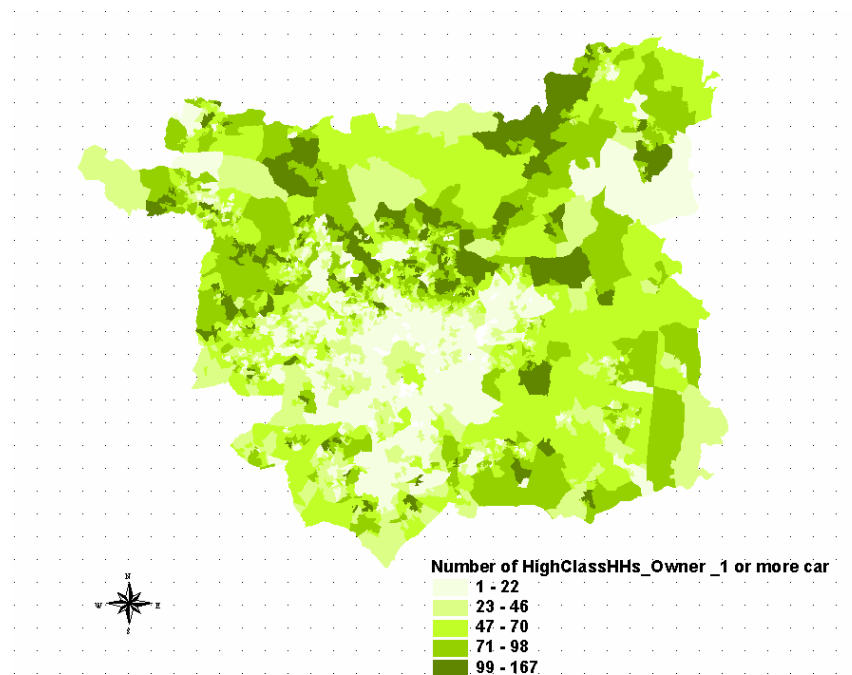 N
W
E
S
Number of HighClassHHs_Owner _1 or more car
1 - 22
23 - 46
47 - 70
71 - 98
99 - 167